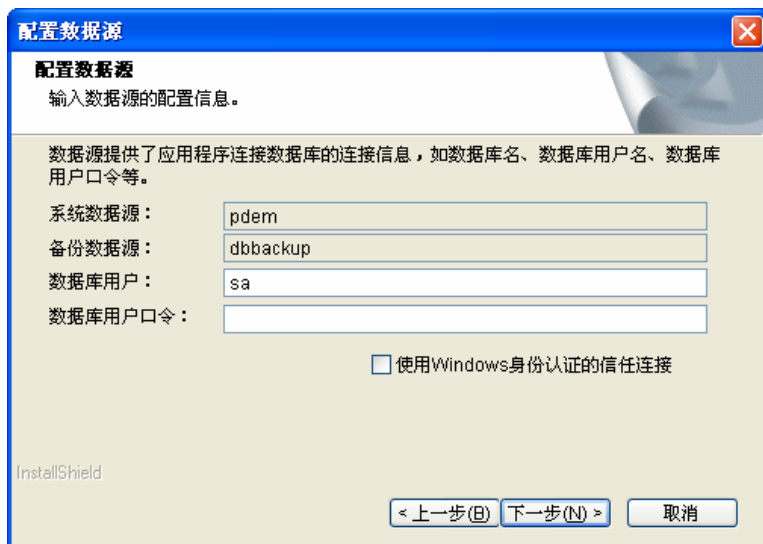 配置数据源
配置数据源
输入数据源的配置信息。
数据源提供了应用程序连接数据库的连接信息，如数据库名、数据库用户名、数据库
用户口令等。
系统数据源： pdem
备份数据源： dbbackup
数据库用户： sa
数据库用户口令：
使用Windows身份认证的信任连接
InstallShield
< 上一步(B) 下一步(N) > 取消